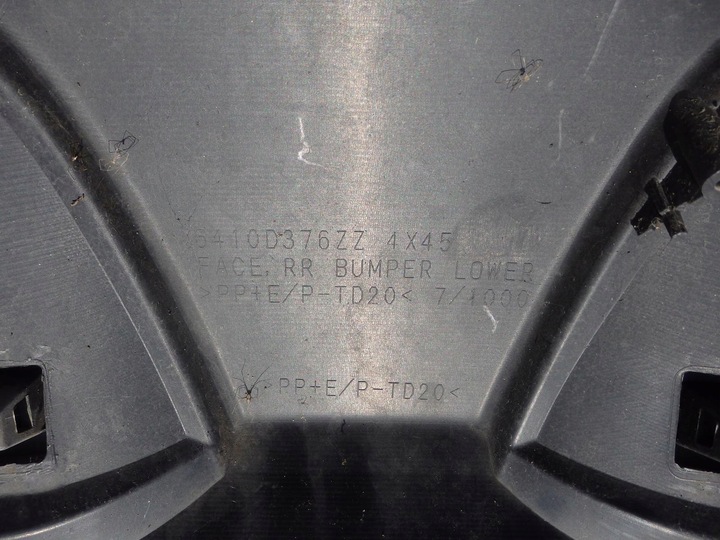 6410D376ZZ 4X45
FACE, RR BUMPER LOWER
>PP+E/P-TD20< 7/1000
>PP+E/P-TD20<